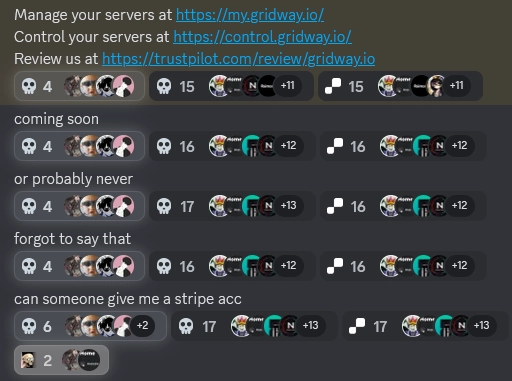 Manage your servers at https://my.gridway.io/
Control your servers at https://control.gridway.io/
Review us at https://trustpilot.com/review/gridway.io
4 15 +11 15 +11
coming soon
4 16 +12 16 +12
or probably never
4 17 +13 16 +12
forgot to say that
4 16 +12 16 +12
can someone give me a stripe acc
6 +2 17 +13 17 +13
2